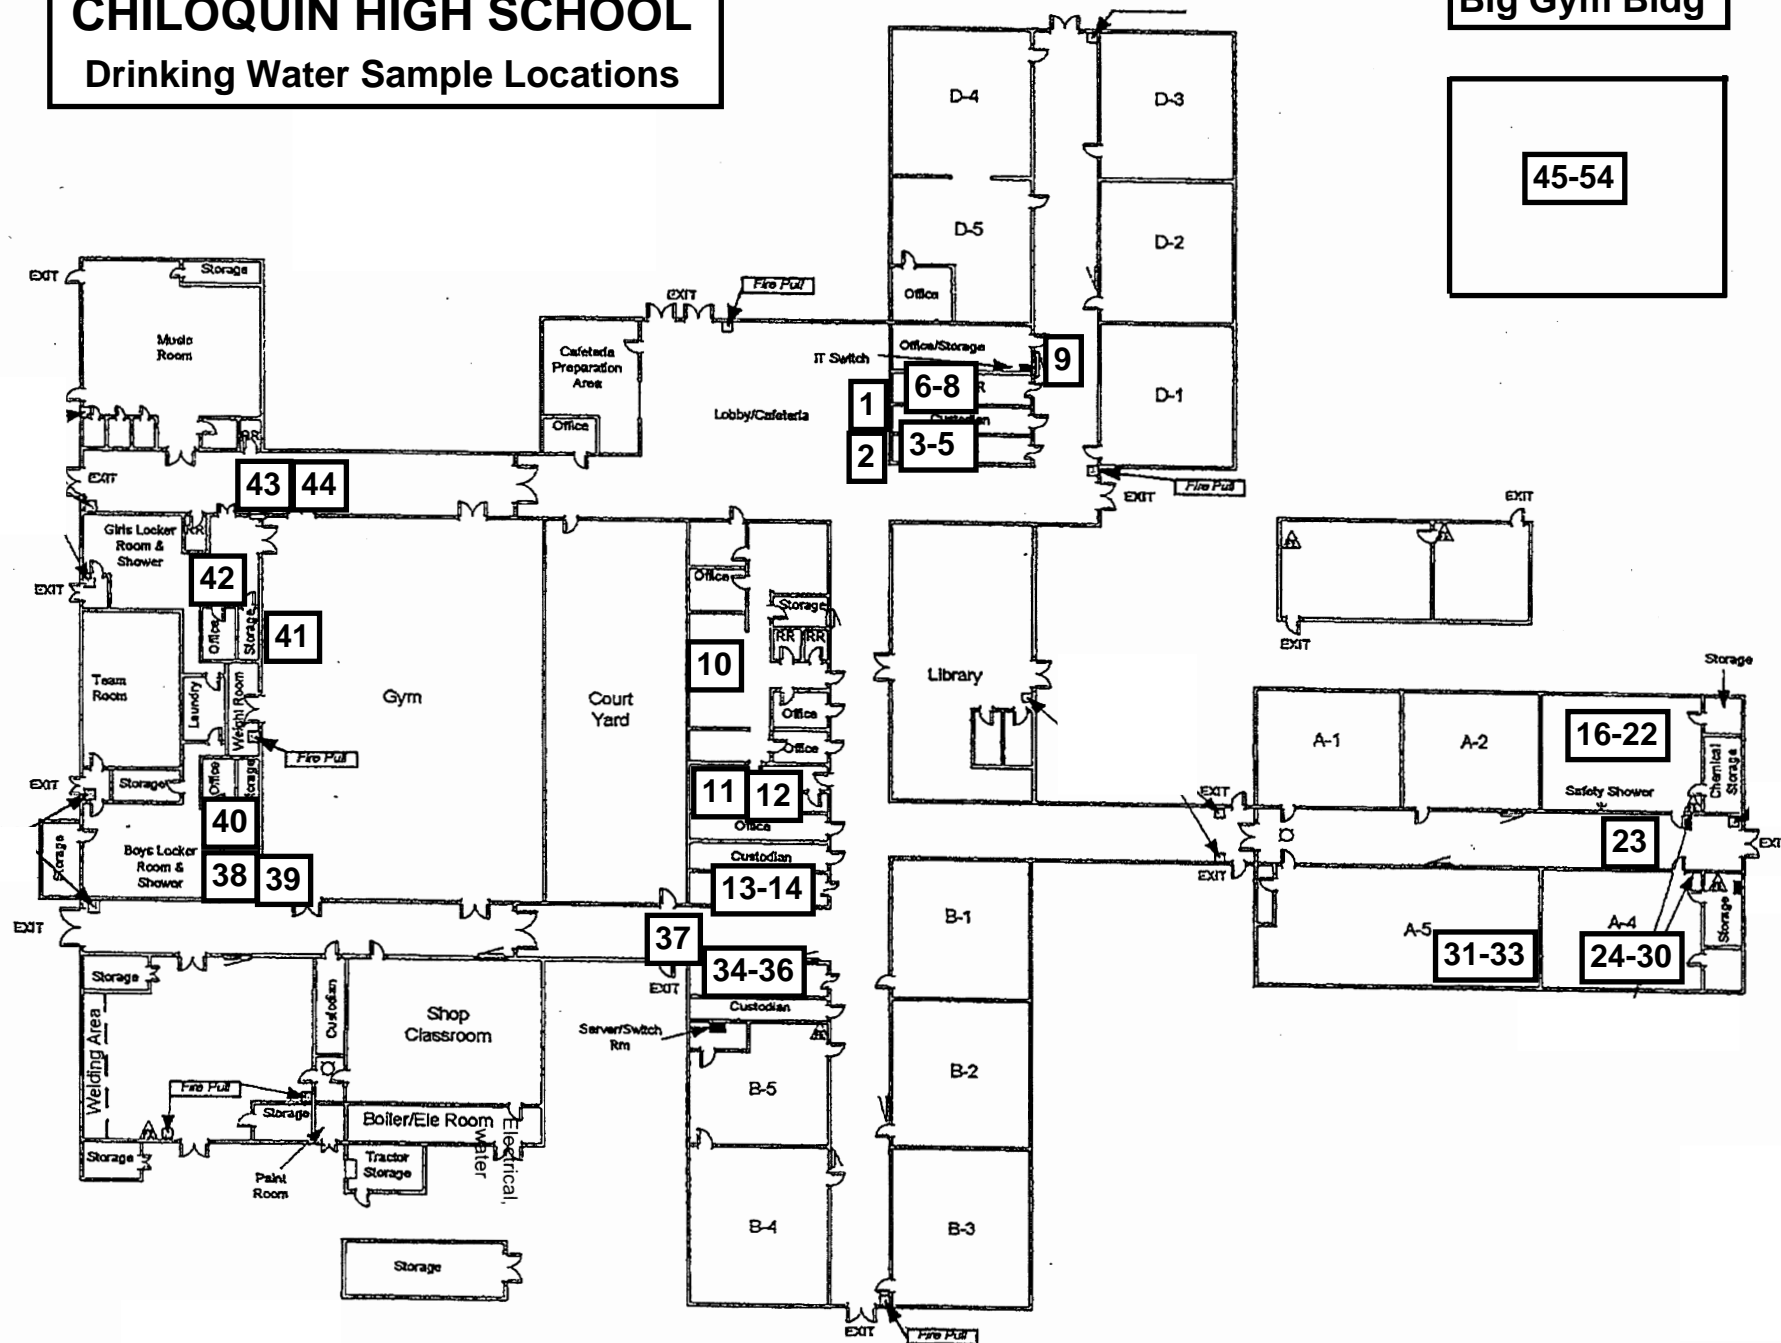 CHILOQUIN HIGH SCHOOL
Drinking Water Sample Locations
Big Gym Bldg
45-54
D-4
D-3
D-5
D-2
Office
D-1
EXIT
Storage
Music
Room
EXIT
Fire Pull
Cafeteria
Preparation
Area
Office
Lobby/Cafeteria
IT Switch
Office/Storage
9
6-8
R
1
Custodian
2
3-5
RR
EXIT
43
44
EXIT
Fire Pull
Girls Locker
Room &
Shower
RR
EXIT
42
Office
Storage
41
Team
Room
Laundry
Weight Room
Fire Pull
Gym
Court
Yard
Office
Storage
RR
RR
10
Office
Office
11
12
Office
Custodian
13-14
Library
EXIT
EXIT
EXIT
Storage
Office
Storage
40
Storage
Boys Locker
Room &
Shower
38
39
EXIT
37
34-36
EXIT
Custodian
Server/Switch
Rm
B-5
B-4
B-1
B-2
B-3
EXIT
Fire Pull
Storage
A-1
A-2
16-22
Safety Shower
Chemical
Storage
EXIT
EXIT
23
EXIT
A-5
31-33
A-4
24-30
Storage
Storage
Welding Area
Custodian
Shop
Classroom
Fire Pull
Storage
Boiler/Ele Room
Electrical,
water
Storage
Paint
Room
Tractor
Storage
Storage